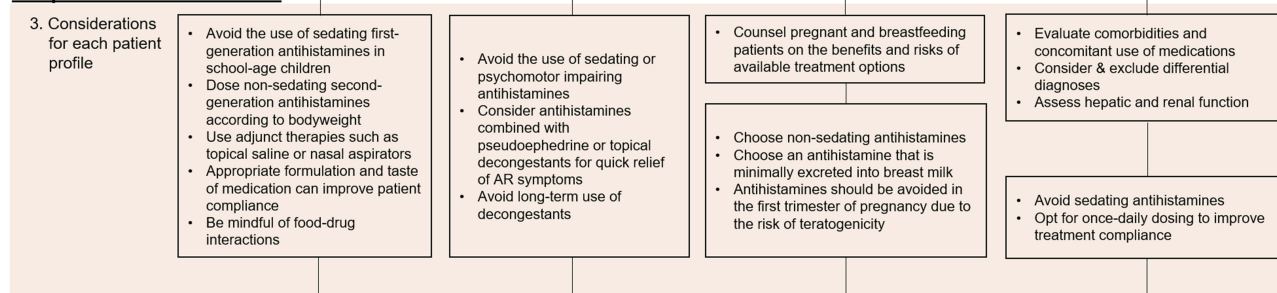 3. Considerations
for each patient
profile
• Avoid the use of sedating first-
generation antihistamines in
school-age children
• Dose non-sedating second-
generation antihistamines
according to bodyweight
• Use adjunct therapies such as
topical saline or nasal aspirators
• Appropriate formulation and taste
of medication can improve patient
compliance
• Be mindful of food-drug
interactions
• Avoid the use of sedating or
psychomotor impairing
antihistamines
• Consider antihistamines
combined with
pseudoephedrine or topical
decongestants for quick relief
of AR symptoms
• Avoid long-term use of
decongestants
• Counsel pregnant and breastfeeding
patients on the benefits and risks of
available treatment options
• Choose non-sedating antihistamines
• Choose an antihistamine that is
minimally excreted into breast milk
• Antihistamines should be avoided in
the first trimester of pregnancy due to
the risk of teratogenicity
• Evaluate comorbidities and
concomitant use of medications
• Consider & exclude differential
diagnoses
• Assess hepatic and renal function
• Avoid sedating antihistamines
• Opt for once-daily dosing to improve
treatment compliance